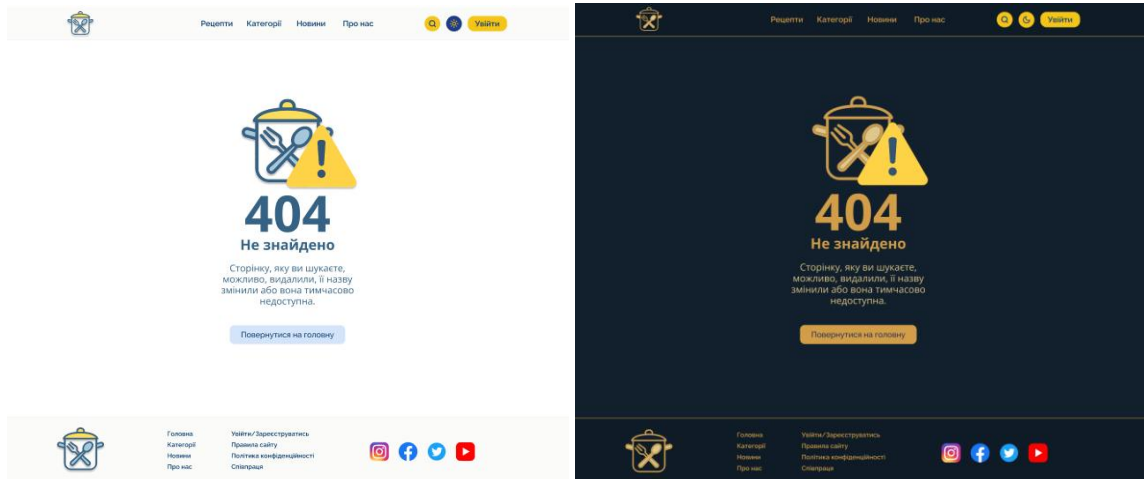 Рецепти Категорії Новини Про нас Увійти
404
Не знайдено
Сторінку, яку ви шукаєте,
можливо, видалили, її назву
змінили або вона тимчасово
недоступна.
Повернутися на головну
Головна Увійти/Зареєструватись
Категорії Правила сайту
Новини Політика конфіденційності
Про нас Співпраця
Рецепти Категорії Новини Про нас Увійти
404
Не знайдено
Сторінку, яку ви шукаєте,
можливо, видалили, її назву
змінили або вона тимчасово
недоступна.
Повернутися на головну
Головна Увійти/Зареєструватись
Категорії Правила сайту
Новини Політика конфіденційності
Про нас Співпраця